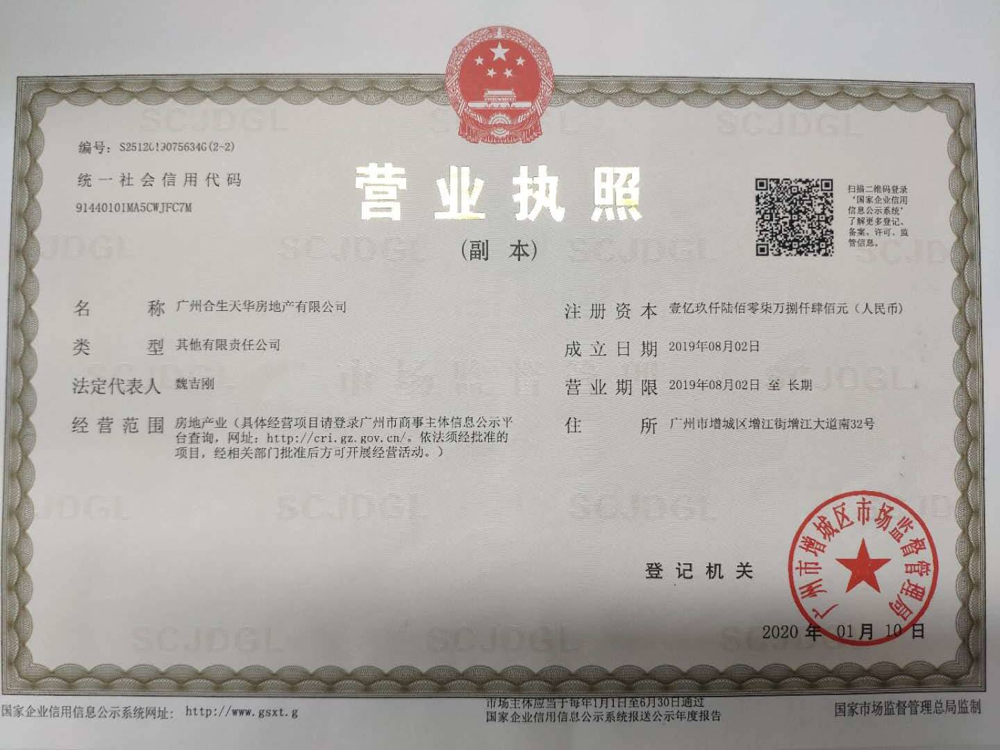 编号：S2512019075634G(2-2)
统一社会信用代码
91440101MA5CWJFC7M
营业执照
(副 本)
扫描二维码登录
‘国家企业信用
信息公示系统’
了解更多登记、
备案、许可、监
管信息。
名 称 广州合生天华房地产有限公司
类 型 其他有限责任公司
法定代表人 魏吉刚
经营范围 房地产业（具体经营项目请登录广州市商事主体信息公示平
台查询，网址：http://cri.gz.gov.cn/。依法须经批准的
项目，经相关部门批准后方可开展经营活动。）
注册资本 壹亿玖仟陆佰零柒万捌仟肆佰元（人民币）
成立日期 2019年08月02日
营业期限 2019年08月02日 至 长期
住 所 广州市增城区增江街增江大道南32号
登记机关
广州市增城区市场监督管理局
2020 年 01 月 10 日
国家企业信用信息公示系统网址： http://www.gsxt.g
市场主体应当于每年1月1日至6月30日通过
国家企业信用信息公示系统报送公示年度报告
国家市场监督管理总局监制
SCJDGL